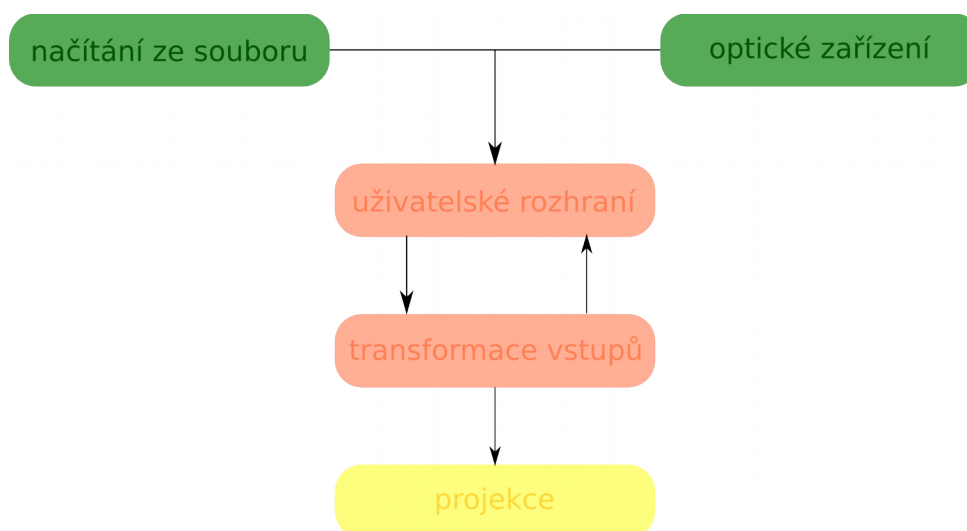 načítání ze souboru
optické zařízení
uživatelské rozhraní
transformace vstupů
projekce